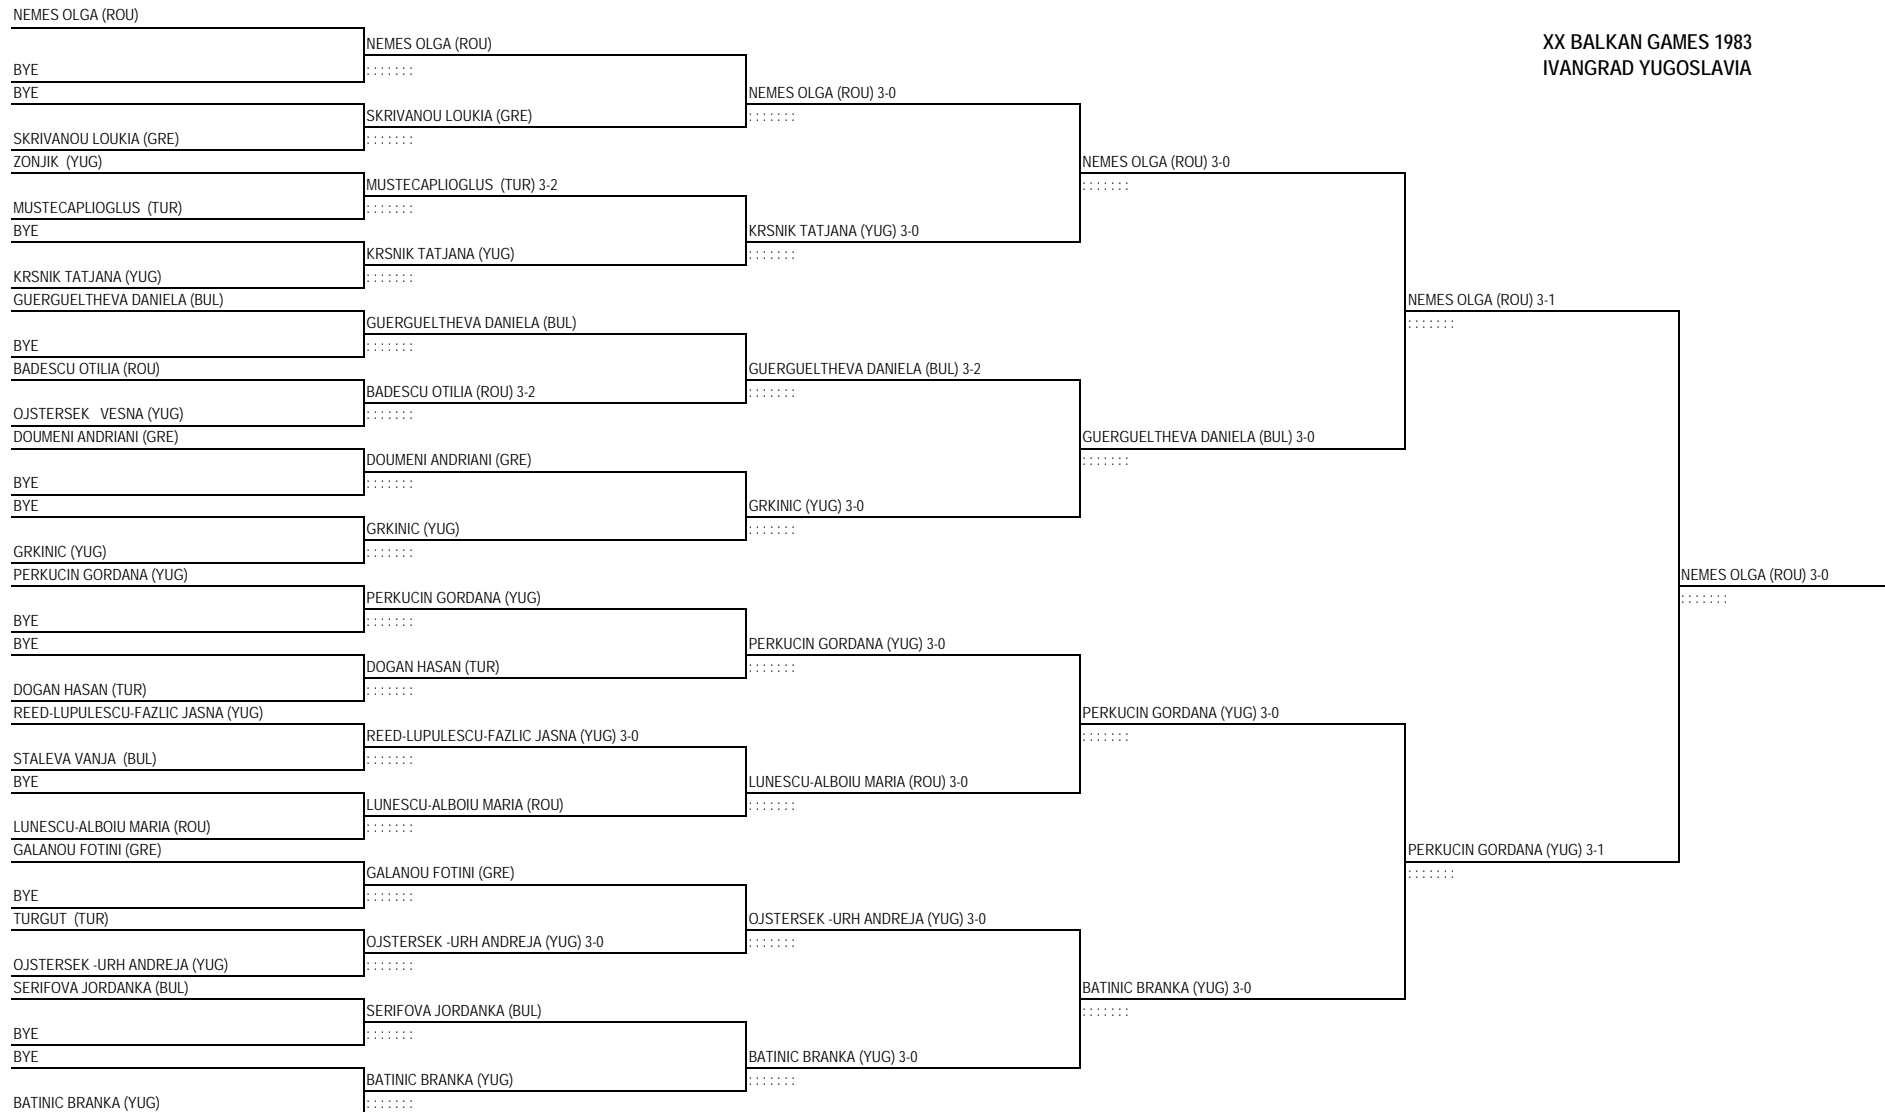 XX BALKAN GAMES 1983
IVANGRAD YUGOSLAVIA
NEMES OLGA (ROU)
BYE
BYE
SKRIVANOU LOUKIA (GRE)
ZONJIK (YUG)
MUSTECAPLIOGLUS (TUR)
BYE
KRSNIK TATJANA (YUG)
GUERGUELTHEVA DANIELA (BUL)
BYE
BADESCU OTILIA (ROU)
OJSTERSEK VESNA (YUG)
DOUMENI ANDRIANI (GRE)
BYE
BYE
GRKINIC (YUG)
PERKUCIN GORDANA (YUG)
BYE
BYE
DOGAN HASAN (TUR)
REED-LUPULESCU-FAZLIC JASNA (YUG)
STALEVA VANJA (BUL)
BYE
LUNESCU-ALBOIU MARIA (ROU)
GALANOU FOTINI (GRE)
BYE
TURGUT (TUR)
OJSTERSEK -URH ANDREJA (YUG)
SERIFOVA JORDANKA (BUL)
BYE
BYE
BATINIC BRANKA (YUG)
NEMES OLGA (ROU)
: : : : : : :
SKRIVANOU LOUKIA (GRE)
: : : : : : :
MUSTECAPLIOGLUS (TUR) 3-2
: : : : : : :
KRSNIK TATJANA (YUG)
: : : : : : :
GUERGUELTHEVA DANIELA (BUL)
: : : : : : :
BADESCU OTILIA (ROU) 3-2
: : : : : : :
DOUMENI ANDRIANI (GRE)
: : : : : : :
GRKINIC (YUG)
: : : : : : :
PERKUCIN GORDANA (YUG)
: : : : : : :
DOGAN HASAN (TUR)
: : : : : : :
REED-LUPULESCU-FAZLIC JASNA (YUG) 3-0
: : : : : : :
LUNESCU-ALBOIU MARIA (ROU)
: : : : : : :
GALANOU FOTINI (GRE)
: : : : : : :
OJSTERSEK -URH ANDREJA (YUG) 3-0
: : : : : : :
SERIFOVA JORDANKA (BUL)
: : : : : : :
BATINIC BRANKA (YUG)
: : : : : : :
NEMES OLGA (ROU) 3-0
: : : : : : :
KRSNIK TATJANA (YUG) 3-0
: : : : : : :
GUERGUELTHEVA DANIELA (BUL) 3-2
: : : : : : :
GRKINIC (YUG) 3-0
: : : : : : :
PERKUCIN GORDANA (YUG) 3-0
: : : : : : :
LUNESCU-ALBOIU MARIA (ROU) 3-0
: : : : : : :
OJSTERSEK -URH ANDREJA (YUG) 3-0
: : : : : : :
BATINIC BRANKA (YUG) 3-0
: : : : : : :
NEMES OLGA (ROU) 3-0
: : : : : : :
GUERGUELTHEVA DANIELA (BUL) 3-0
: : : : : : :
PERKUCIN GORDANA (YUG) 3-0
: : : : : : :
BATINIC BRANKA (YUG) 3-0
: : : : : : :
NEMES OLGA (ROU) 3-1
: : : : : : :
PERKUCIN GORDANA (YUG) 3-1
: : : : : : :
NEMES OLGA (ROU) 3-0
: : : : : : :